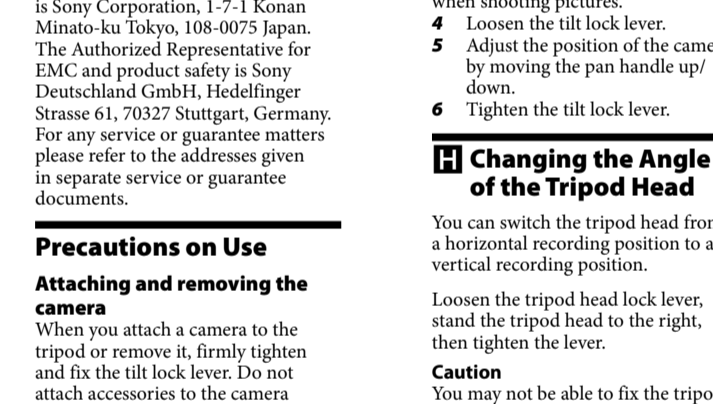 is Sony Corporation, 1-7-1 Konan
Minato-ku Tokyo, 108-0075 Japan.
The Authorized Representative for
EMC and product safety is Sony
Deutschland GmbH, Hedelfinger
Strasse 61, 70327 Stuttgart, Germany.
For any service or guarantee matters
please refer to the addresses given
in separate service or guarantee
documents.
Precautions on Use
Attaching and removing the
camera
When you attach a camera to the
tripod or remove it, firmly tighten
and fix the tilt lock lever. Do not
attach accessories to the camera
when shooting pictures.
4 Loosen the tilt lock lever.
5 Adjust the position of the came
by moving the pan handle up/
down.
6 Tighten the tilt lock lever.
H Changing the Angle
of the Tripod Head
You can switch the tripod head from
a horizontal recording position to a
vertical recording position.
Loosen the tripod head lock lever,
stand the tripod head to the right,
then tighten the lever.
Caution
You may not be able to fix the tripo